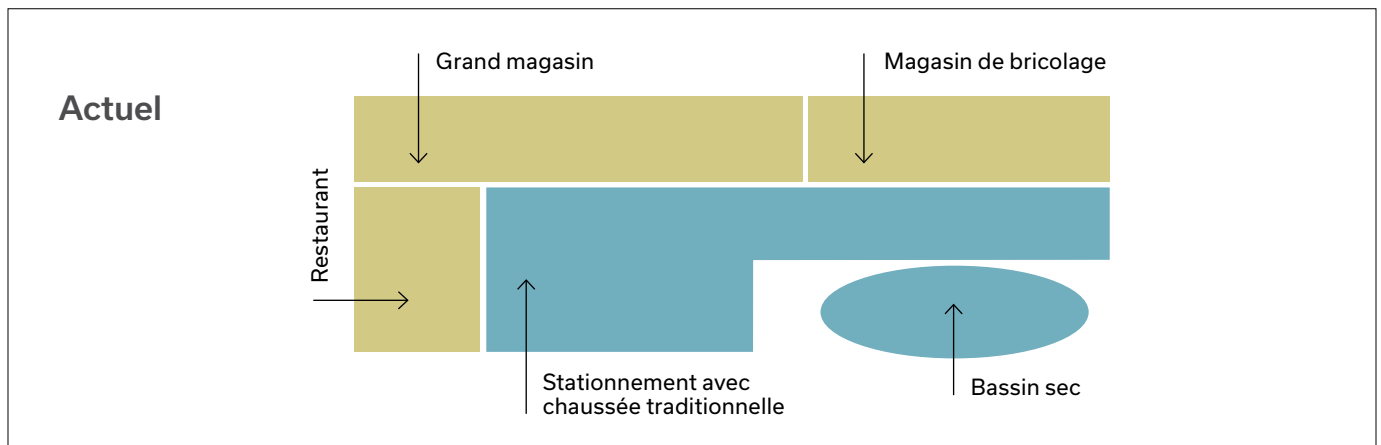 Actuel
Grand magasin
Magasin de bricolage
Restaurant
Stationnement avec
chaussée traditionnelle
Bassin sec